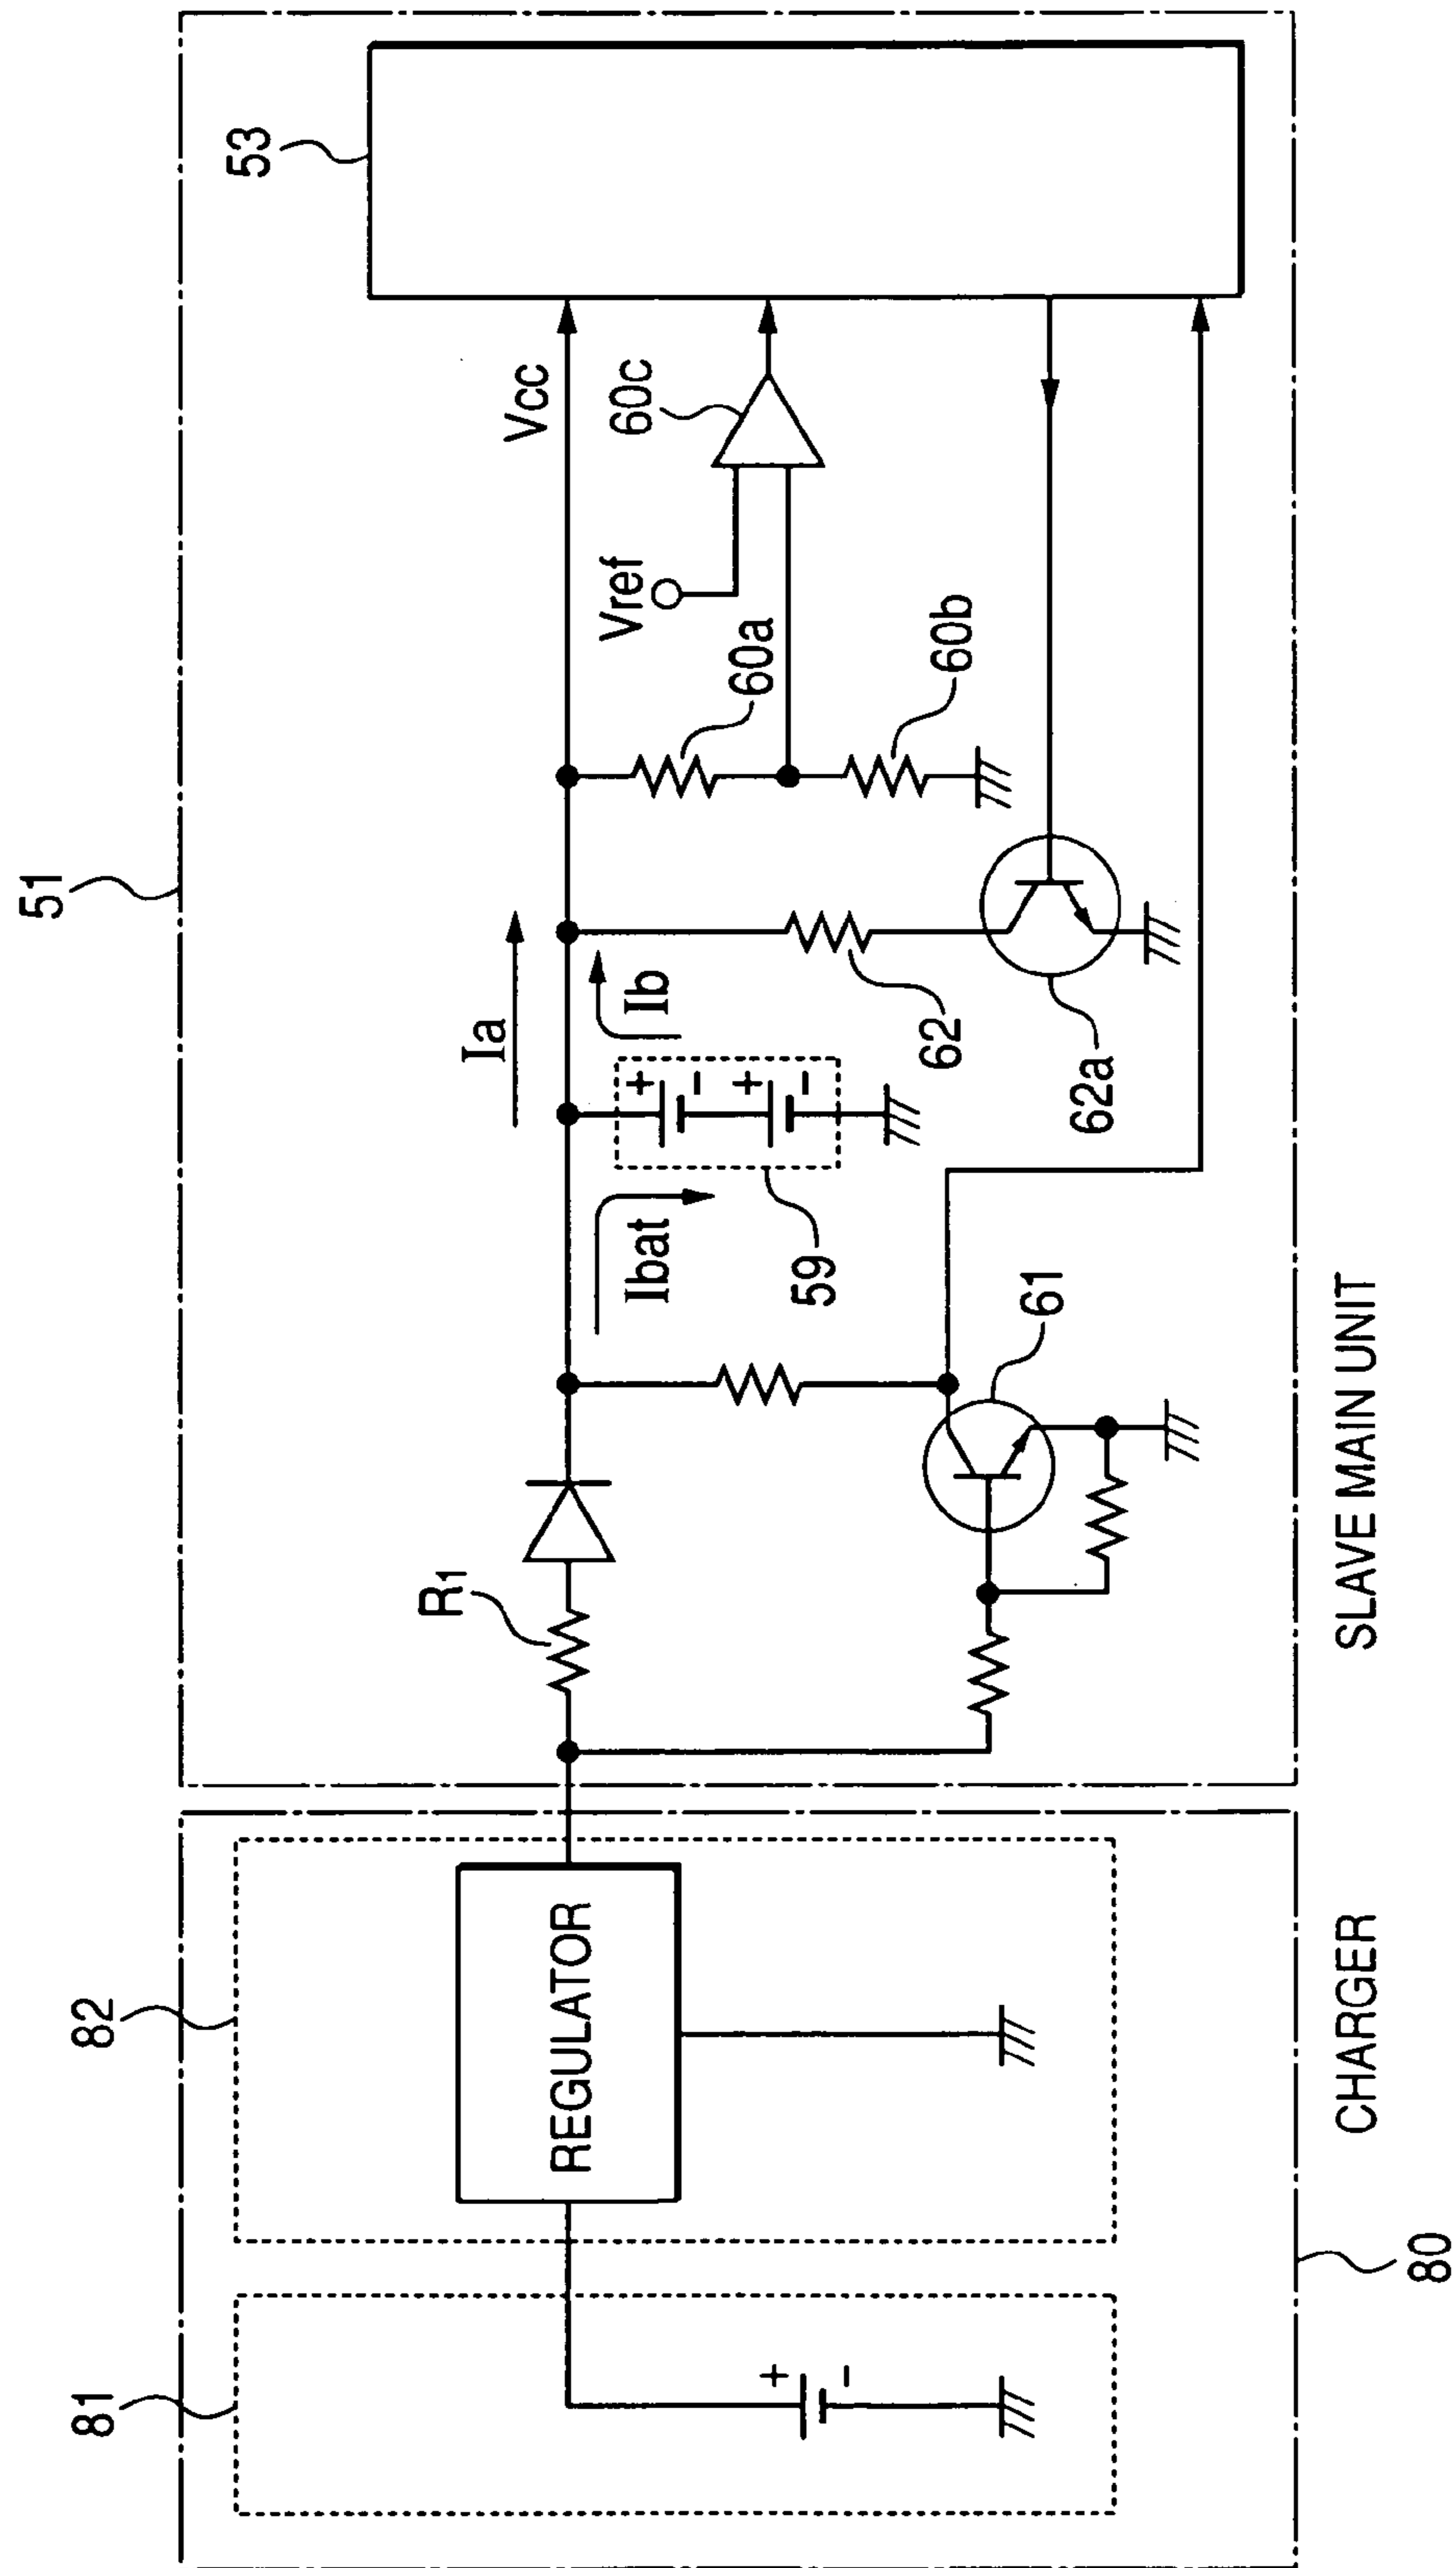 51
53
Vcc
60c
Vref
60a
60b
Ia
Ib
62
62a
+
-
+
-
Ibat
59
61
R1
SLAVE MAIN UNIT
82
REGULATOR
CHARGER
81
+
-
80